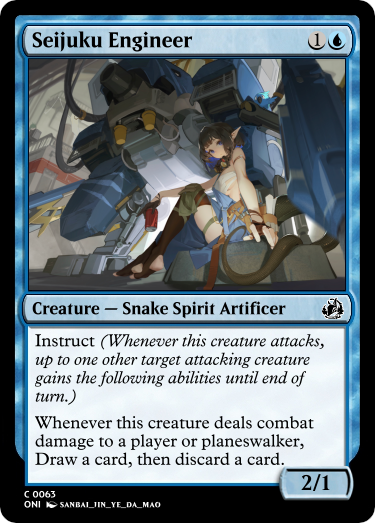 Seijuku Engineer 1
Creature — Snake Spirit Artificer
Instruct (Whenever this creature attacks,
up to one other target attacking creature
gains the following abilities until end of
turn.)
Whenever this creature deals combat
damage to a player or planeswalker,
Draw a card, then discard a card.
2/1
C 0063
ONI SANBAI_JIN_YE_DA_MAO